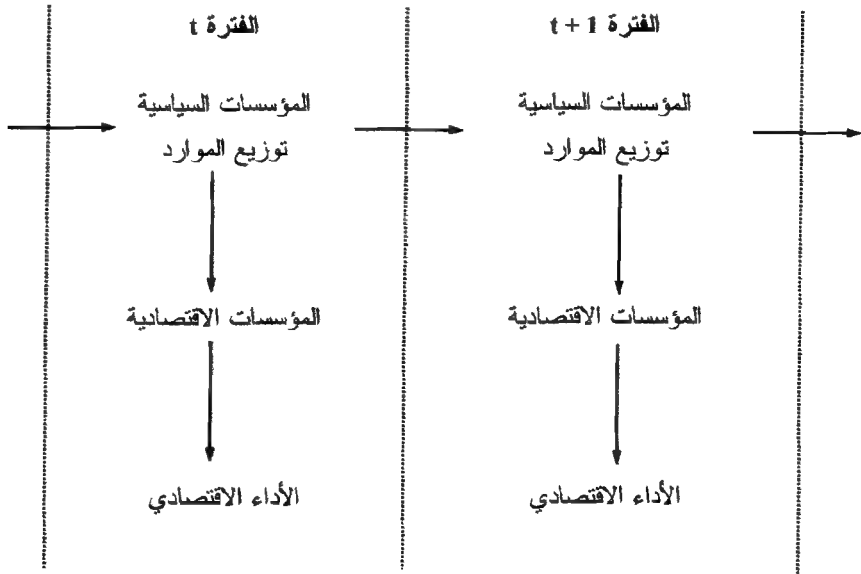 الفترة t
الفترة t + 1
المؤسسات السياسية
توزيع الموارد
المؤسسات السياسية
توزيع الموارد
المؤسسات الاقتصادية
المؤسسات الاقتصادية
الأداء الاقتصادي
الأداء الاقتصادي